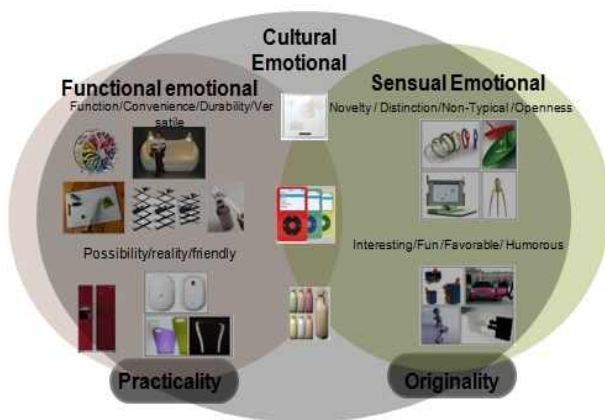 Cultural
Emotional
Functional emotional
Function/Convenience/Durability/Ver
satile
Sensual Emotional
Novelty / Distinction/Non-Typical /Openness
Possibility/reality/friendly
Interesting/Fun/Favorable/ Humorous
Practicality
Originality